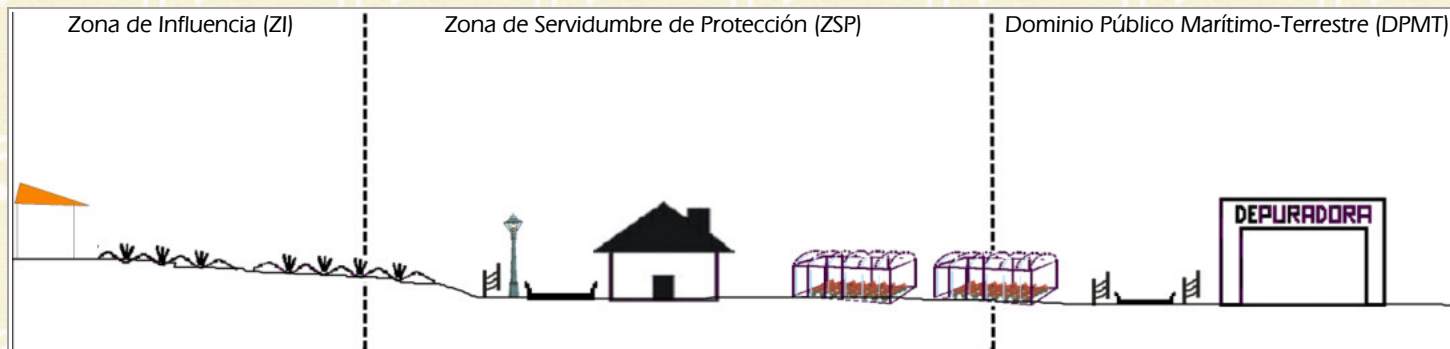 Zona de Influencia (ZI)
Zona de Servidumbre de Protección (ZSP)
Dominio Público Marítimo-Terrestre (DPMT)
DEPURADORA